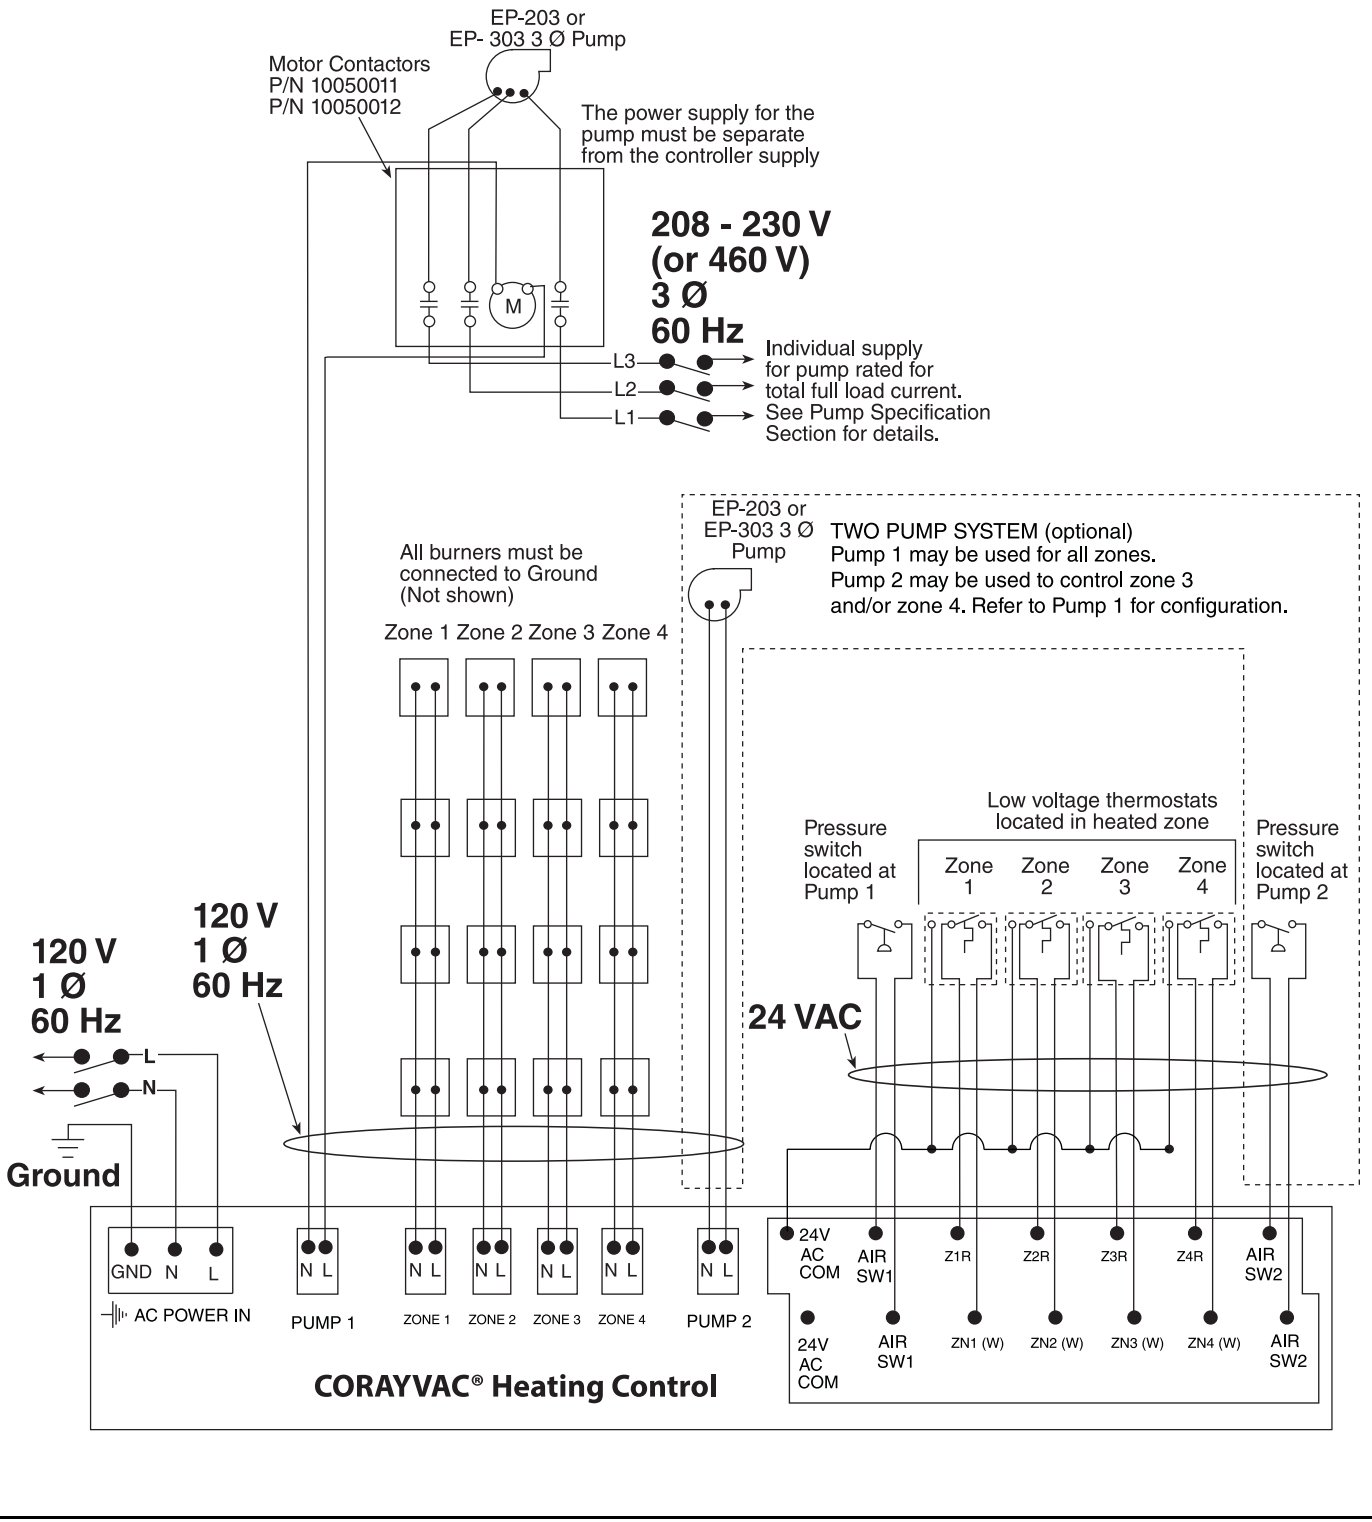 EP-203 or
EP- 303 3 Ø Pump
Motor Contactors
P/N 10050011
P/N 10050012
The power supply for the
pump must be separate
from the controller supply
208 - 230 V
(or 460 V)
3 Ø
60 Hz
M
L3
L2
L1
Individual supply
for pump rated for
total full load current.
See Pump Specification
Section for details.
EP-203 or
EP-303 3 Ø
Pump
TWO PUMP SYSTEM (optional)
Pump 1 may be used for all zones.
Pump 2 may be used to control zone 3
and/or zone 4. Refer to Pump 1 for configuration.
All burners must be
connected to Ground
(Not shown)
Zone 1 Zone 2 Zone 3 Zone 4
Low voltage thermostats
located in heated zone
Pressure
switch
located at
Pump 1
Zone
1
Zone
2
Zone
3
Zone
4
Pressure
switch
located at
Pump 2
120 V
1 Ø
60 Hz
120 V
1 Ø
60 Hz
24 VAC
L
N
Ground
GND N L
AC POWER IN
N L
PUMP 1
N L
ZONE 1
N L
ZONE 2
N L
ZONE 3
N L
ZONE 4
N L
PUMP 2
24V
AC
COM
AIR
SW1
Z1R
Z2R
Z3R
Z4R
AIR
SW2
24V
AC
COM
AIR
SW1
ZN1 (W)
ZN2 (W)
ZN3 (W)
ZN4 (W)
AIR
SW2
CORAYVAC® Heating Control